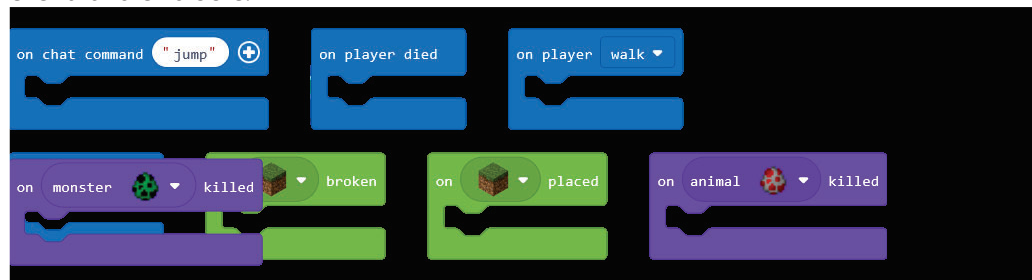 on chat command "jump"
on player died
on player walk
on monster killed
broken
on placed
on animal killed